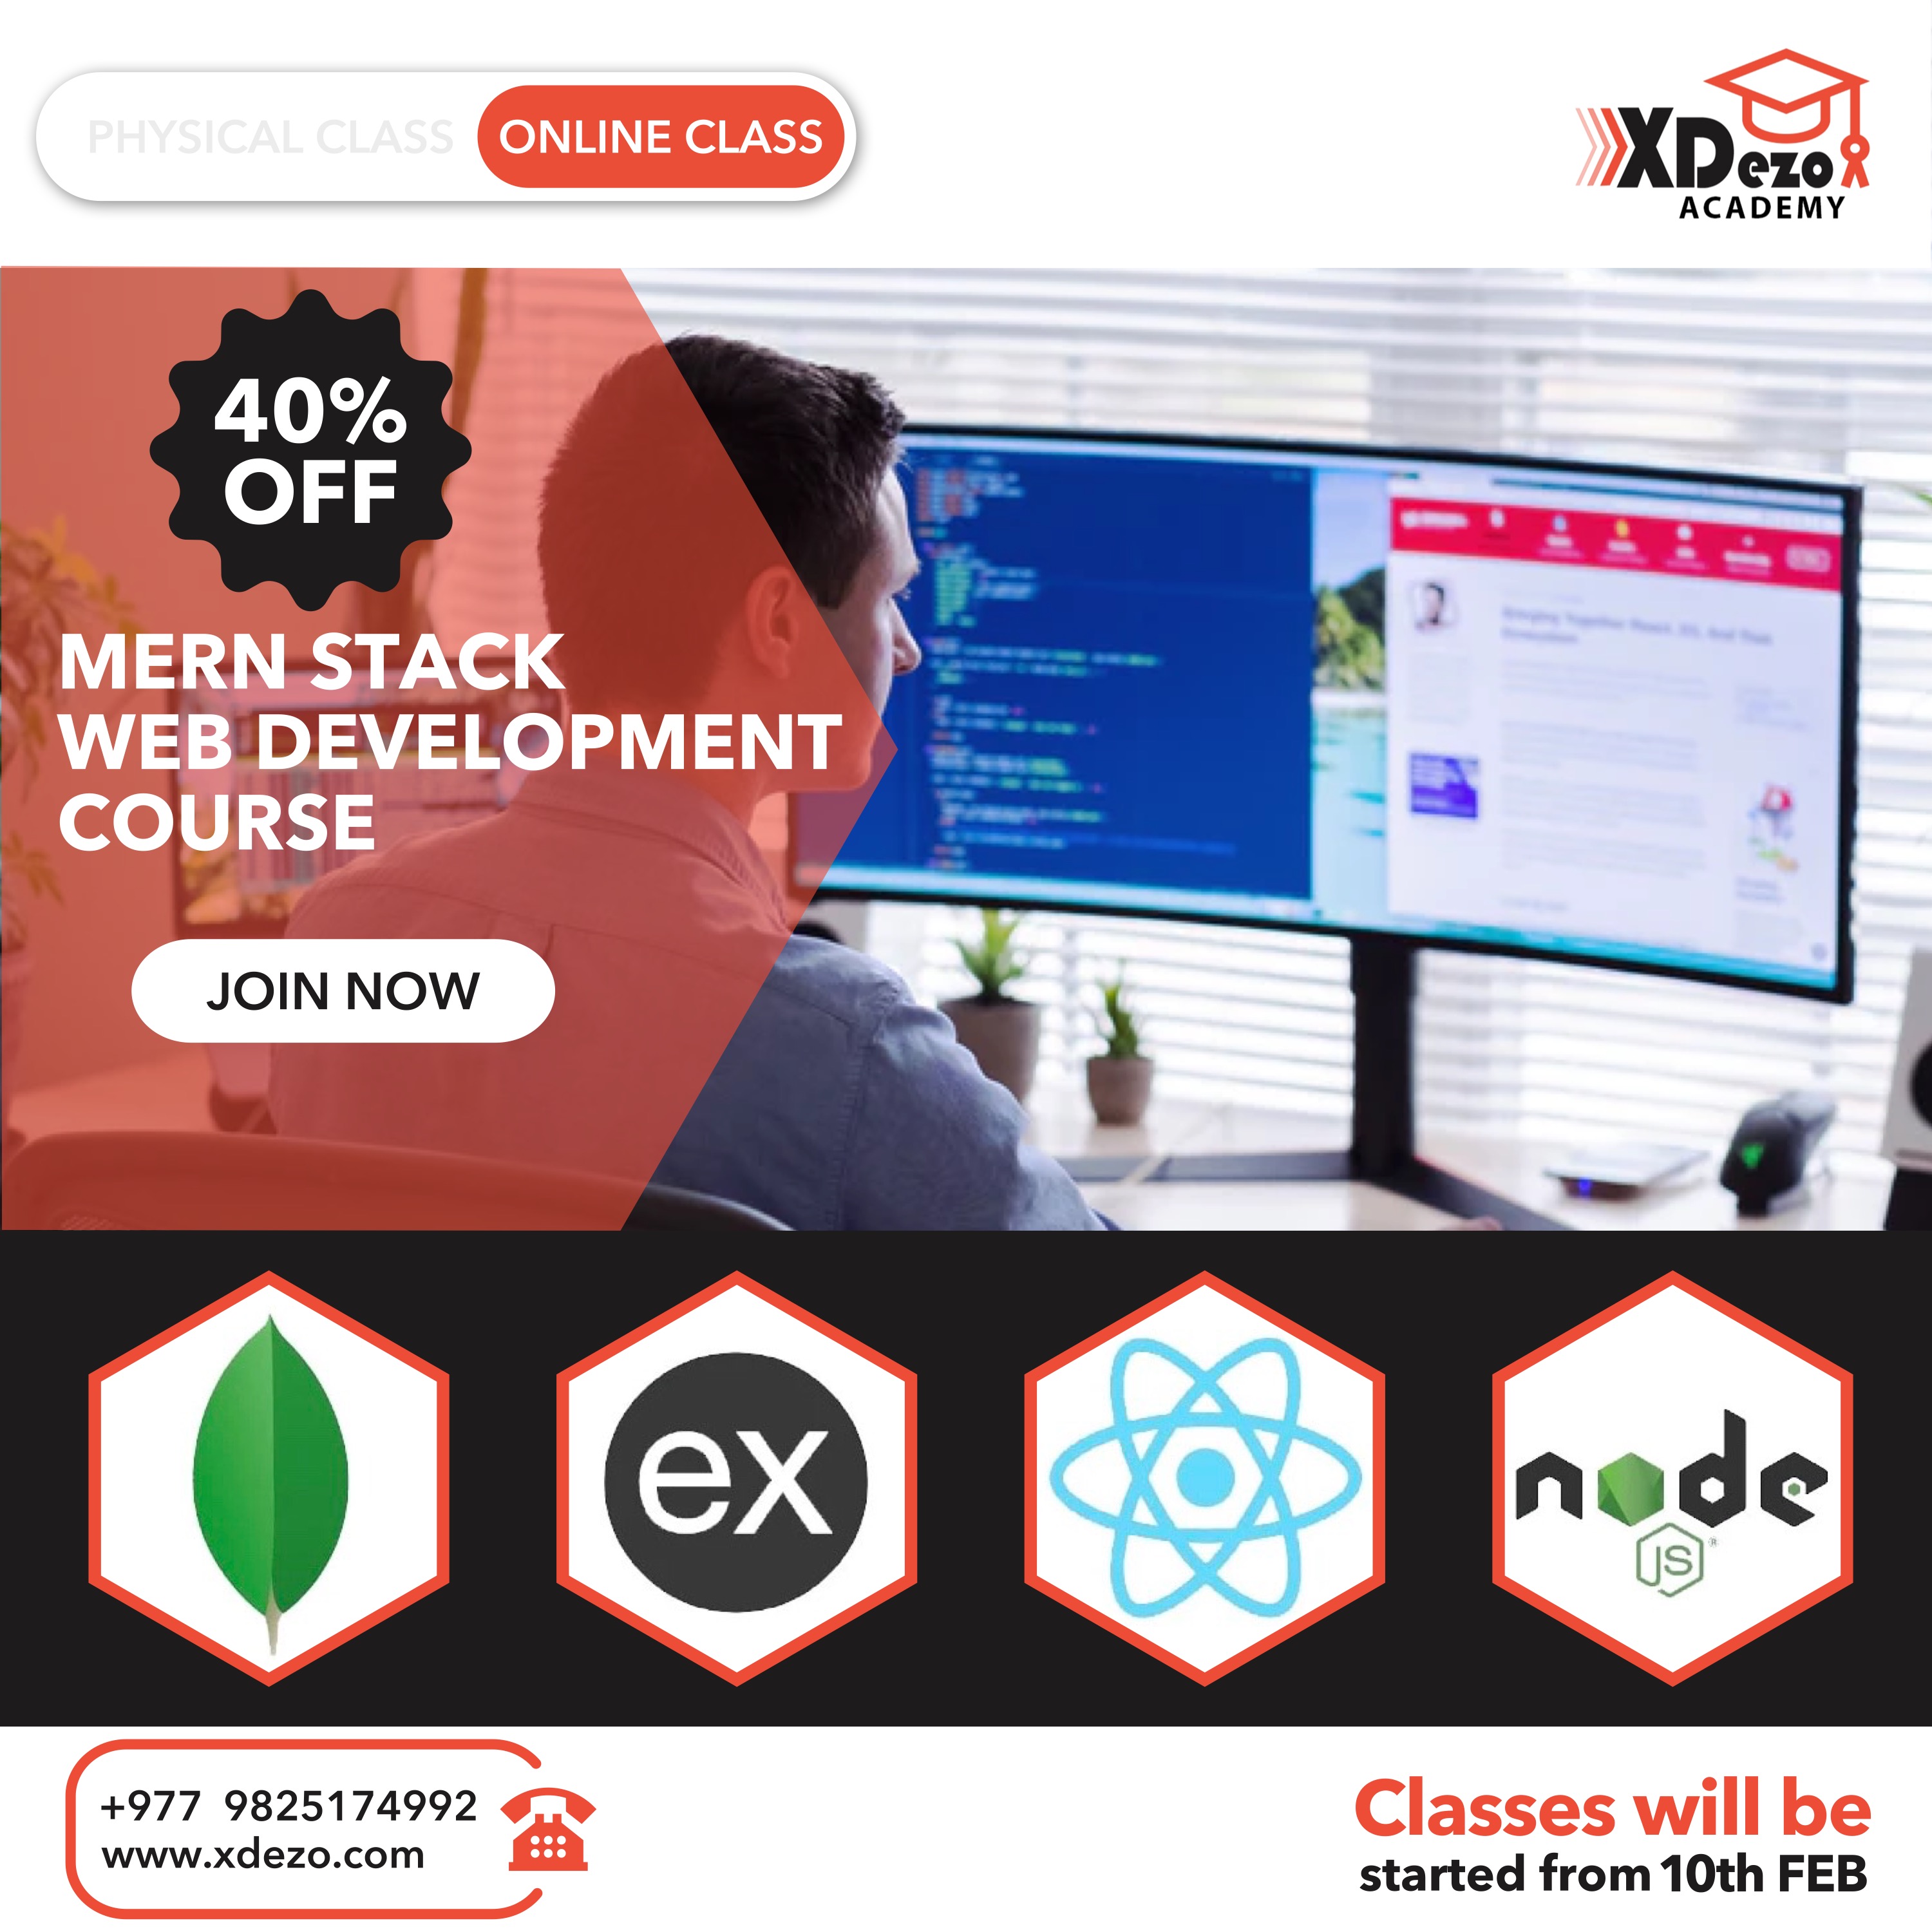 PHYSICAL CLASS ONLINE CLASS
XDezo
ACADEMY
40%
OFF
MERN STACK
WEB DEVELOPMENT
COURSE
JOIN NOW
ex
node
JS
+977 9825174992
www.xdezo.com
Classes will be
started from 10th FEB